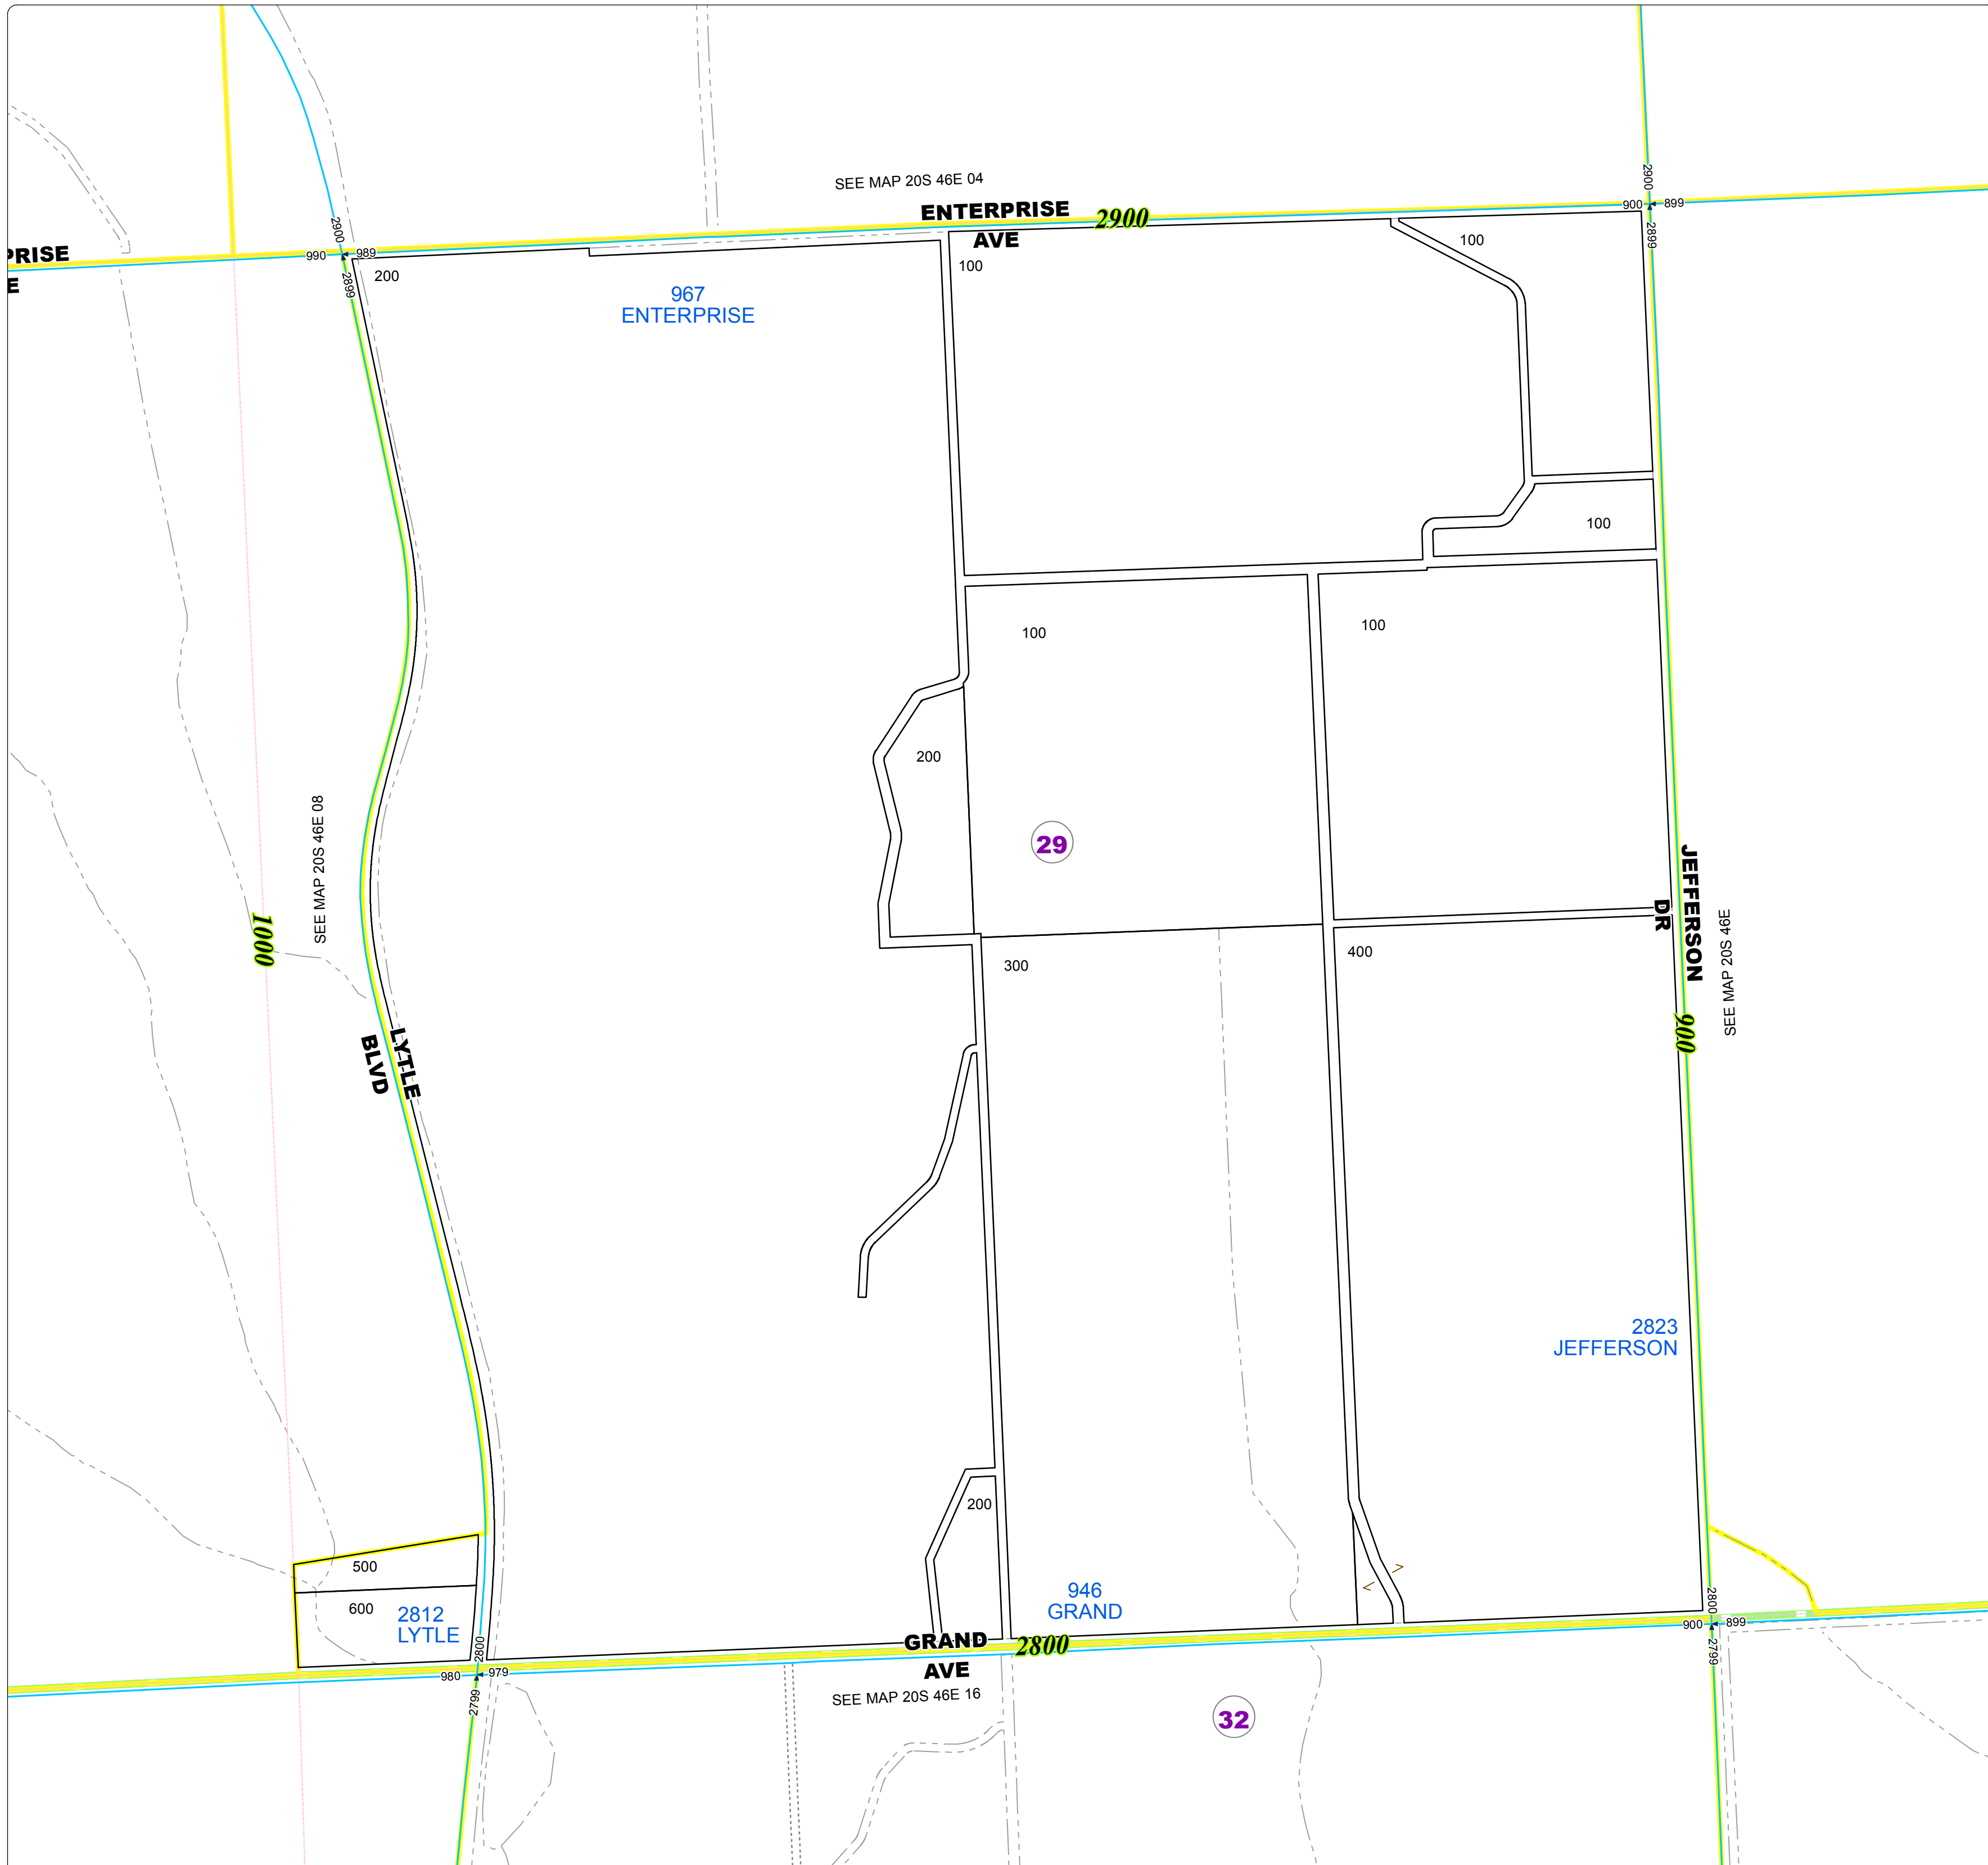 SEE MAP 20S 46E 04
2900
ENTERPRISE
2900
AVE
900
899
PRISE
E
990
989
2900
2899
2899
200
100
100
967
ENTERPRISE
100
100
100
200
29
SEE MAP 20S 46E 08
1000
JEFFERSON
DR
SEE MAP 20S 46E
900
300
400
LYTLE
BLVD
2823
JEFFERSON
200
500
600
2812
LYTLE
946
GRAND
< >
2800
GRAND
2800
AVE
980
979
2799
2800
900
899
2799
SEE MAP 20S 46E 16
32